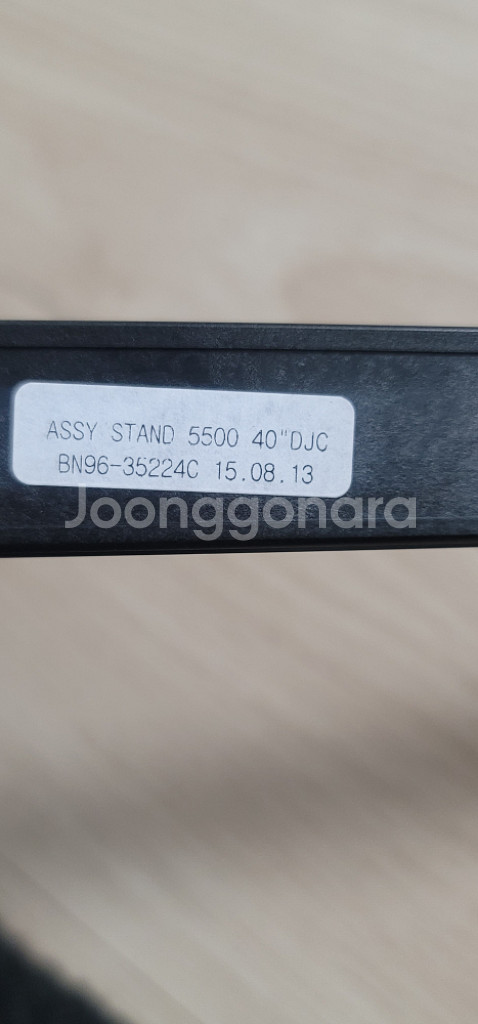 ASSY STAND 5500 40"DJC
BN96-35224C 15.08.13
Joonggonara